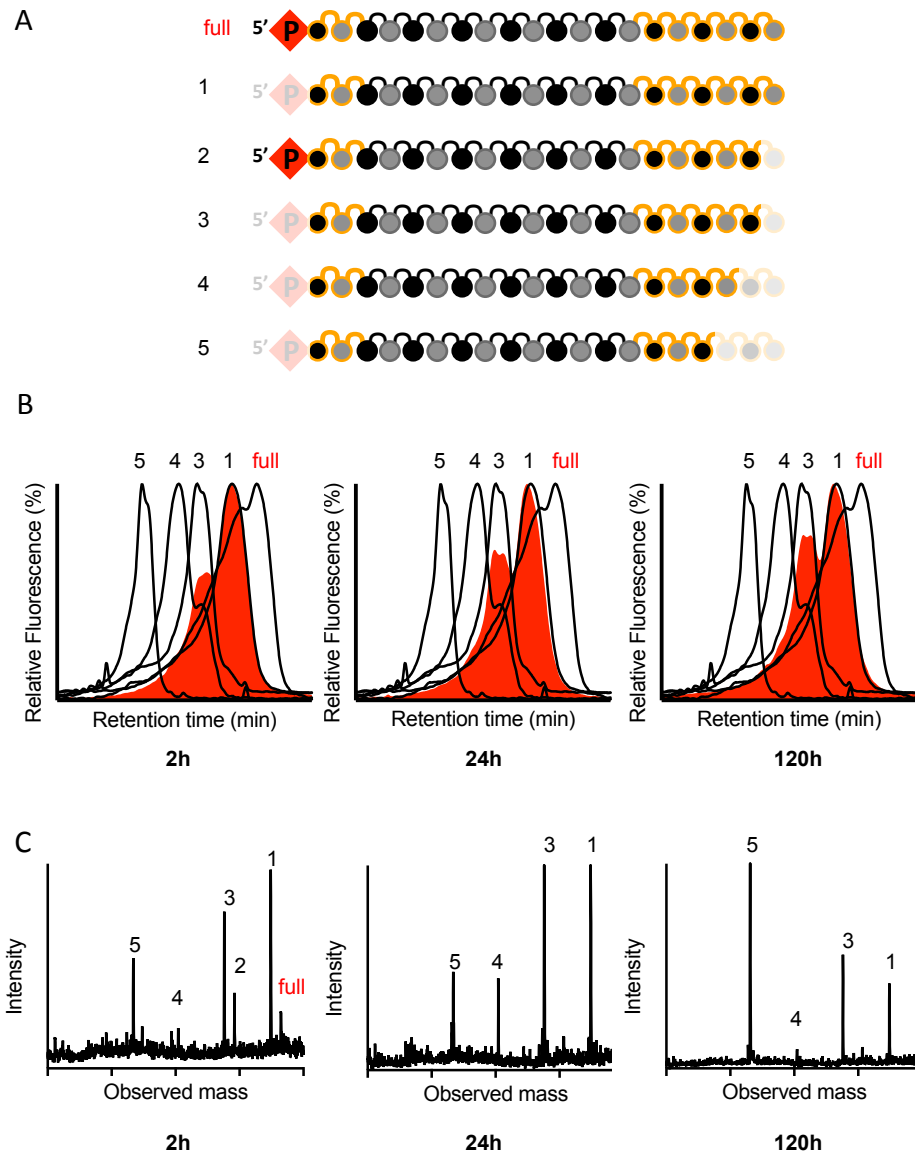 A
full 5’ P
1 5’ P
2 5’ P
3 5’ P
4 5’ P
5 5’ P
B
5 4 3 1 full
5 4 3 1 full
5 4 3 1 full
Relative Fluorescence (%)
Relative Fluorescence (%)
Relative Fluorescence (%)
Retention time (min)
Retention time (min)
Retention time (min)
2h
24h
120h
C
5 4 3 2 1 full
5 4 3 1
5 4 3 1
Intensity
Intensity
Intensity
Observed mass
Observed mass
Observed mass
2h
24h
120h